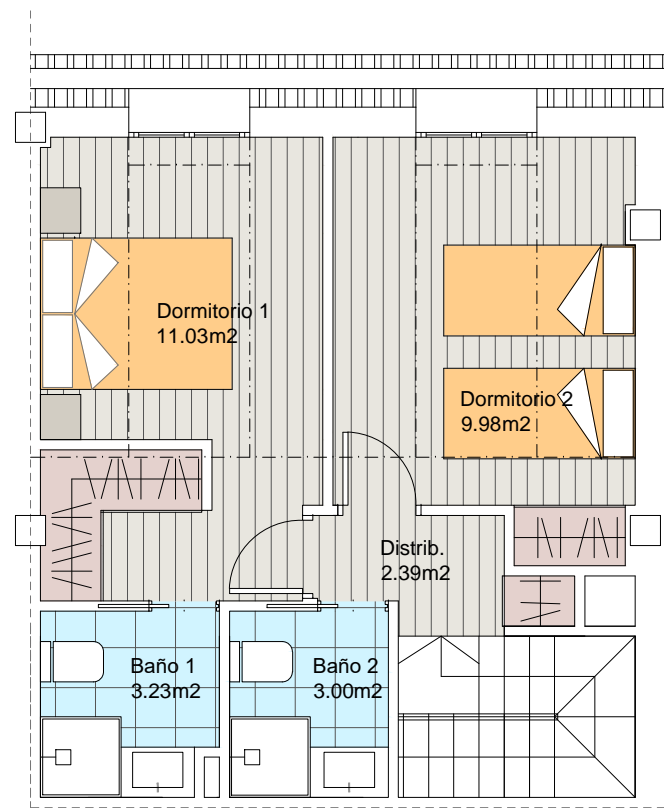 Dormitorio 1
11.03m2
Dormitorio 2
9.98m2
Distrib.
2.39m2
Baño 1
3.23m2
Baño 2
3.00m2